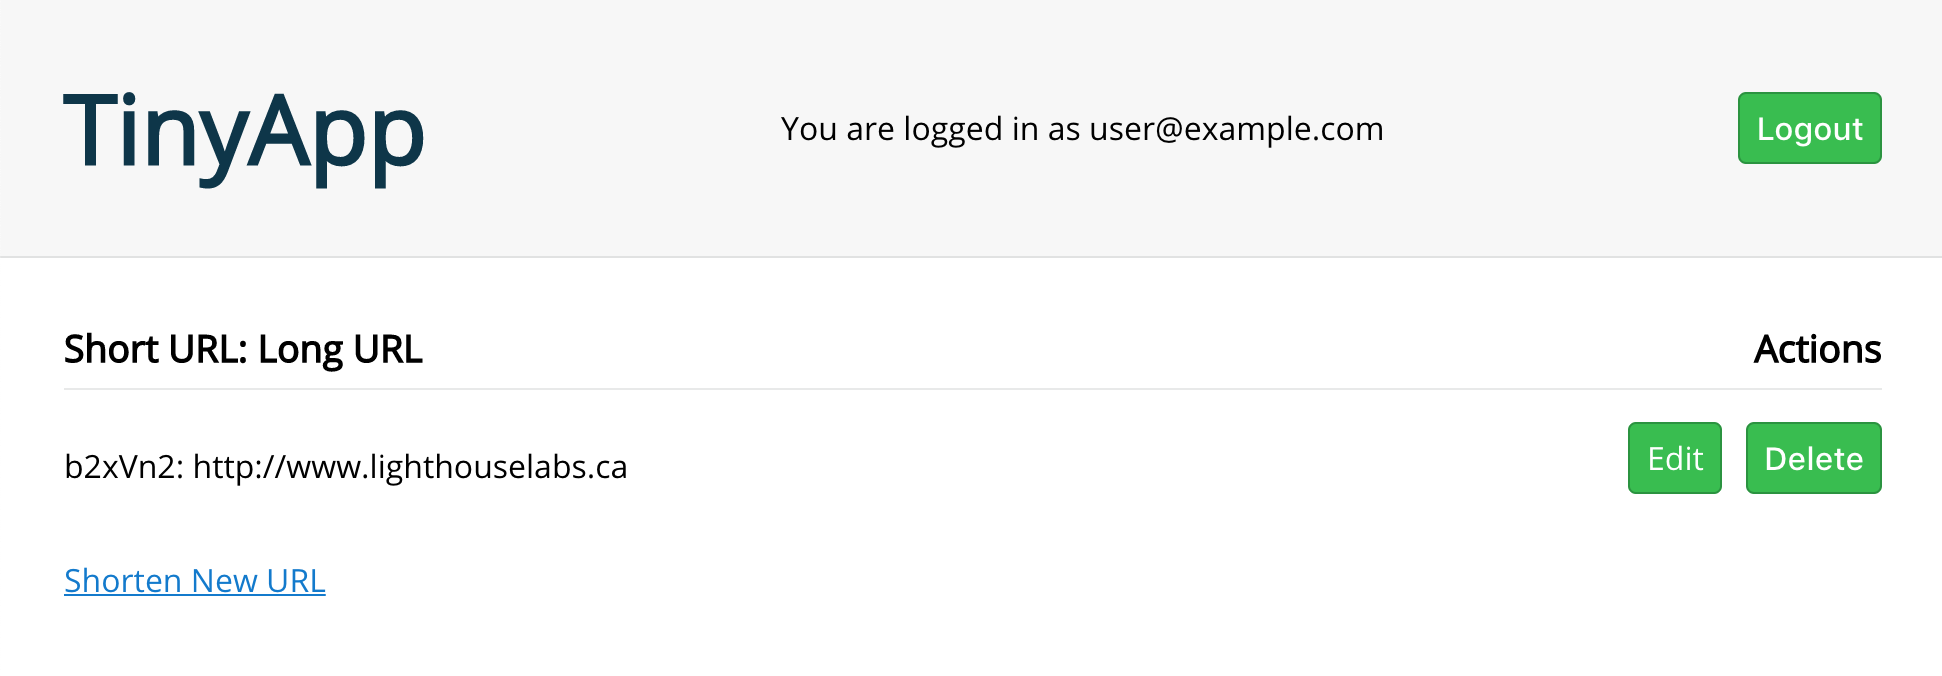 TinyApp
You are logged in as user@example.com
Logout
Short URL: Long URL
Actions
b2xVn2: http://www.lighthouselabs.ca
Edit
Delete
Shorten New URL